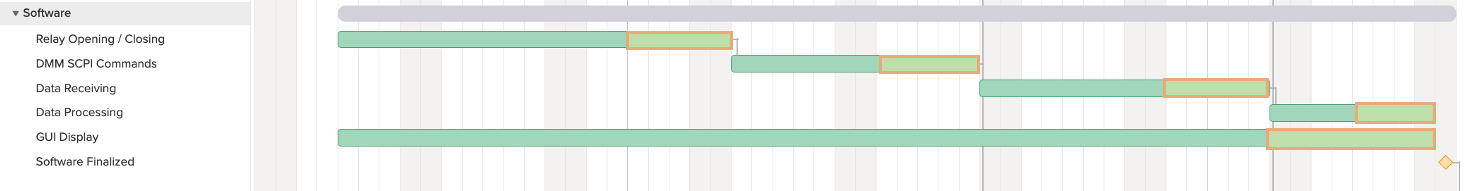 Software
Relay Opening / Closing
DMM SCPI Commands
Data Receiving
Data Processing
GUI Display
Software Finalized